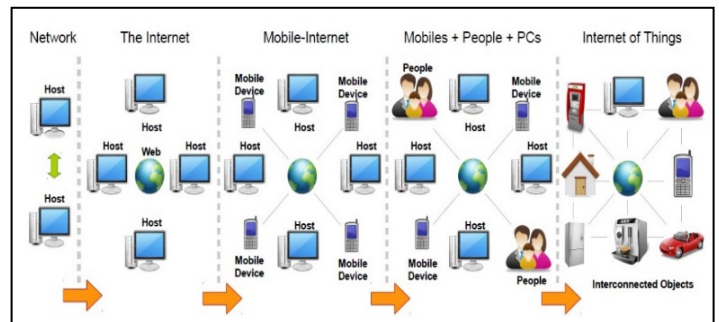 Network
Host
Host
The Internet
Host
Host
Web
Host
Host
Mobile-Internet
Mobile
Device
Host
Mobile
Device
Host
Host
Mobile
Device
Host
Mobile
Device
Mobiles + People + PCs
People
Host
Mobile
Device
Host
Host
Mobile
Device
Host
People
Internet of Things
Interconnected Objects